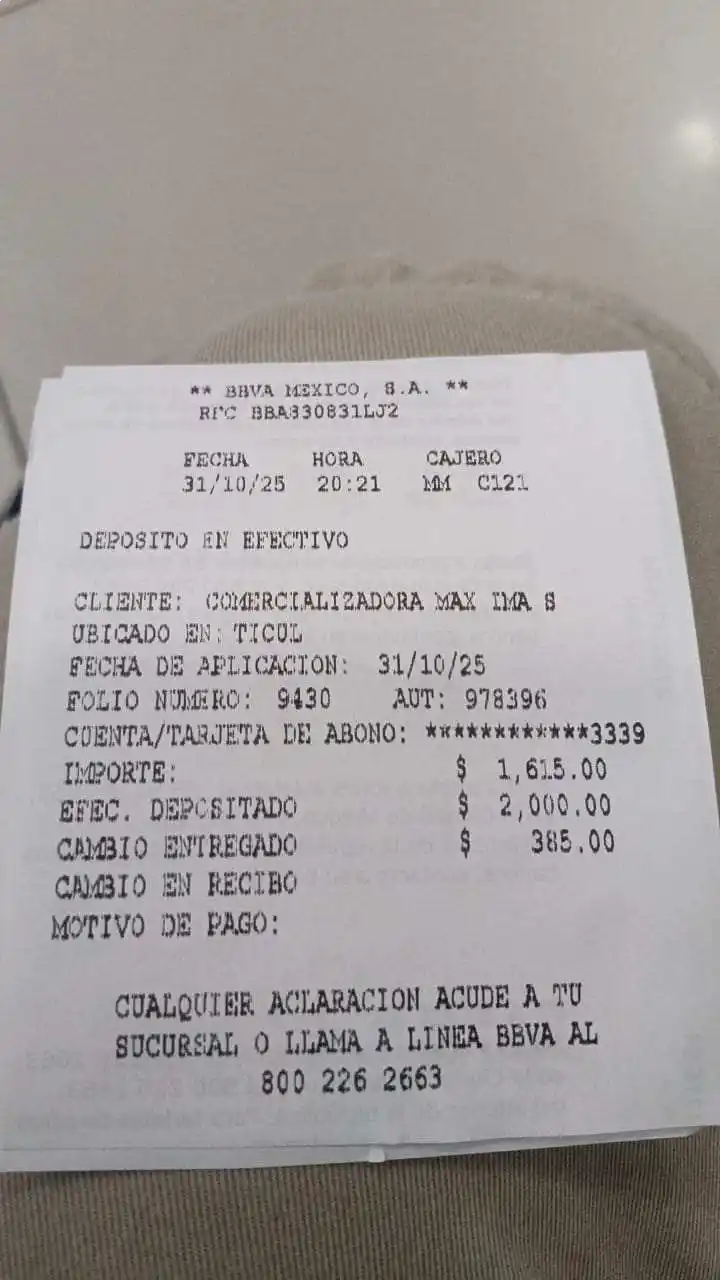 ** BBVA MEXICO, S.A. **
RFC BBA830831LJ2
FECHA HORA CAJERO
31/10/25 20:21 MM C121
DEPOSITO EN EFECTIVO
CLIENTE: COMERCIALIZADORA MAX IMA S
UBICADO EN: TICUL
FECHA DE APLICACION: 31/10/25
FOLIO NUMERO: 9430 AUT: 978396
CUENTA/TARJETA DE ABONO: ************3339
IMPORTE: $ 1,615.00
EFEC. DEPOSITADO $ 2,000.00
CAMBIO ENTREGADO $ 385.00
CAMBIO EN RECIBO
MOTIVO DE PAGO:
CUALQUIER ACLARACION ACUDE A TU
SUCURSAL O LLAMA A LINEA BBVA AL
800 226 2663